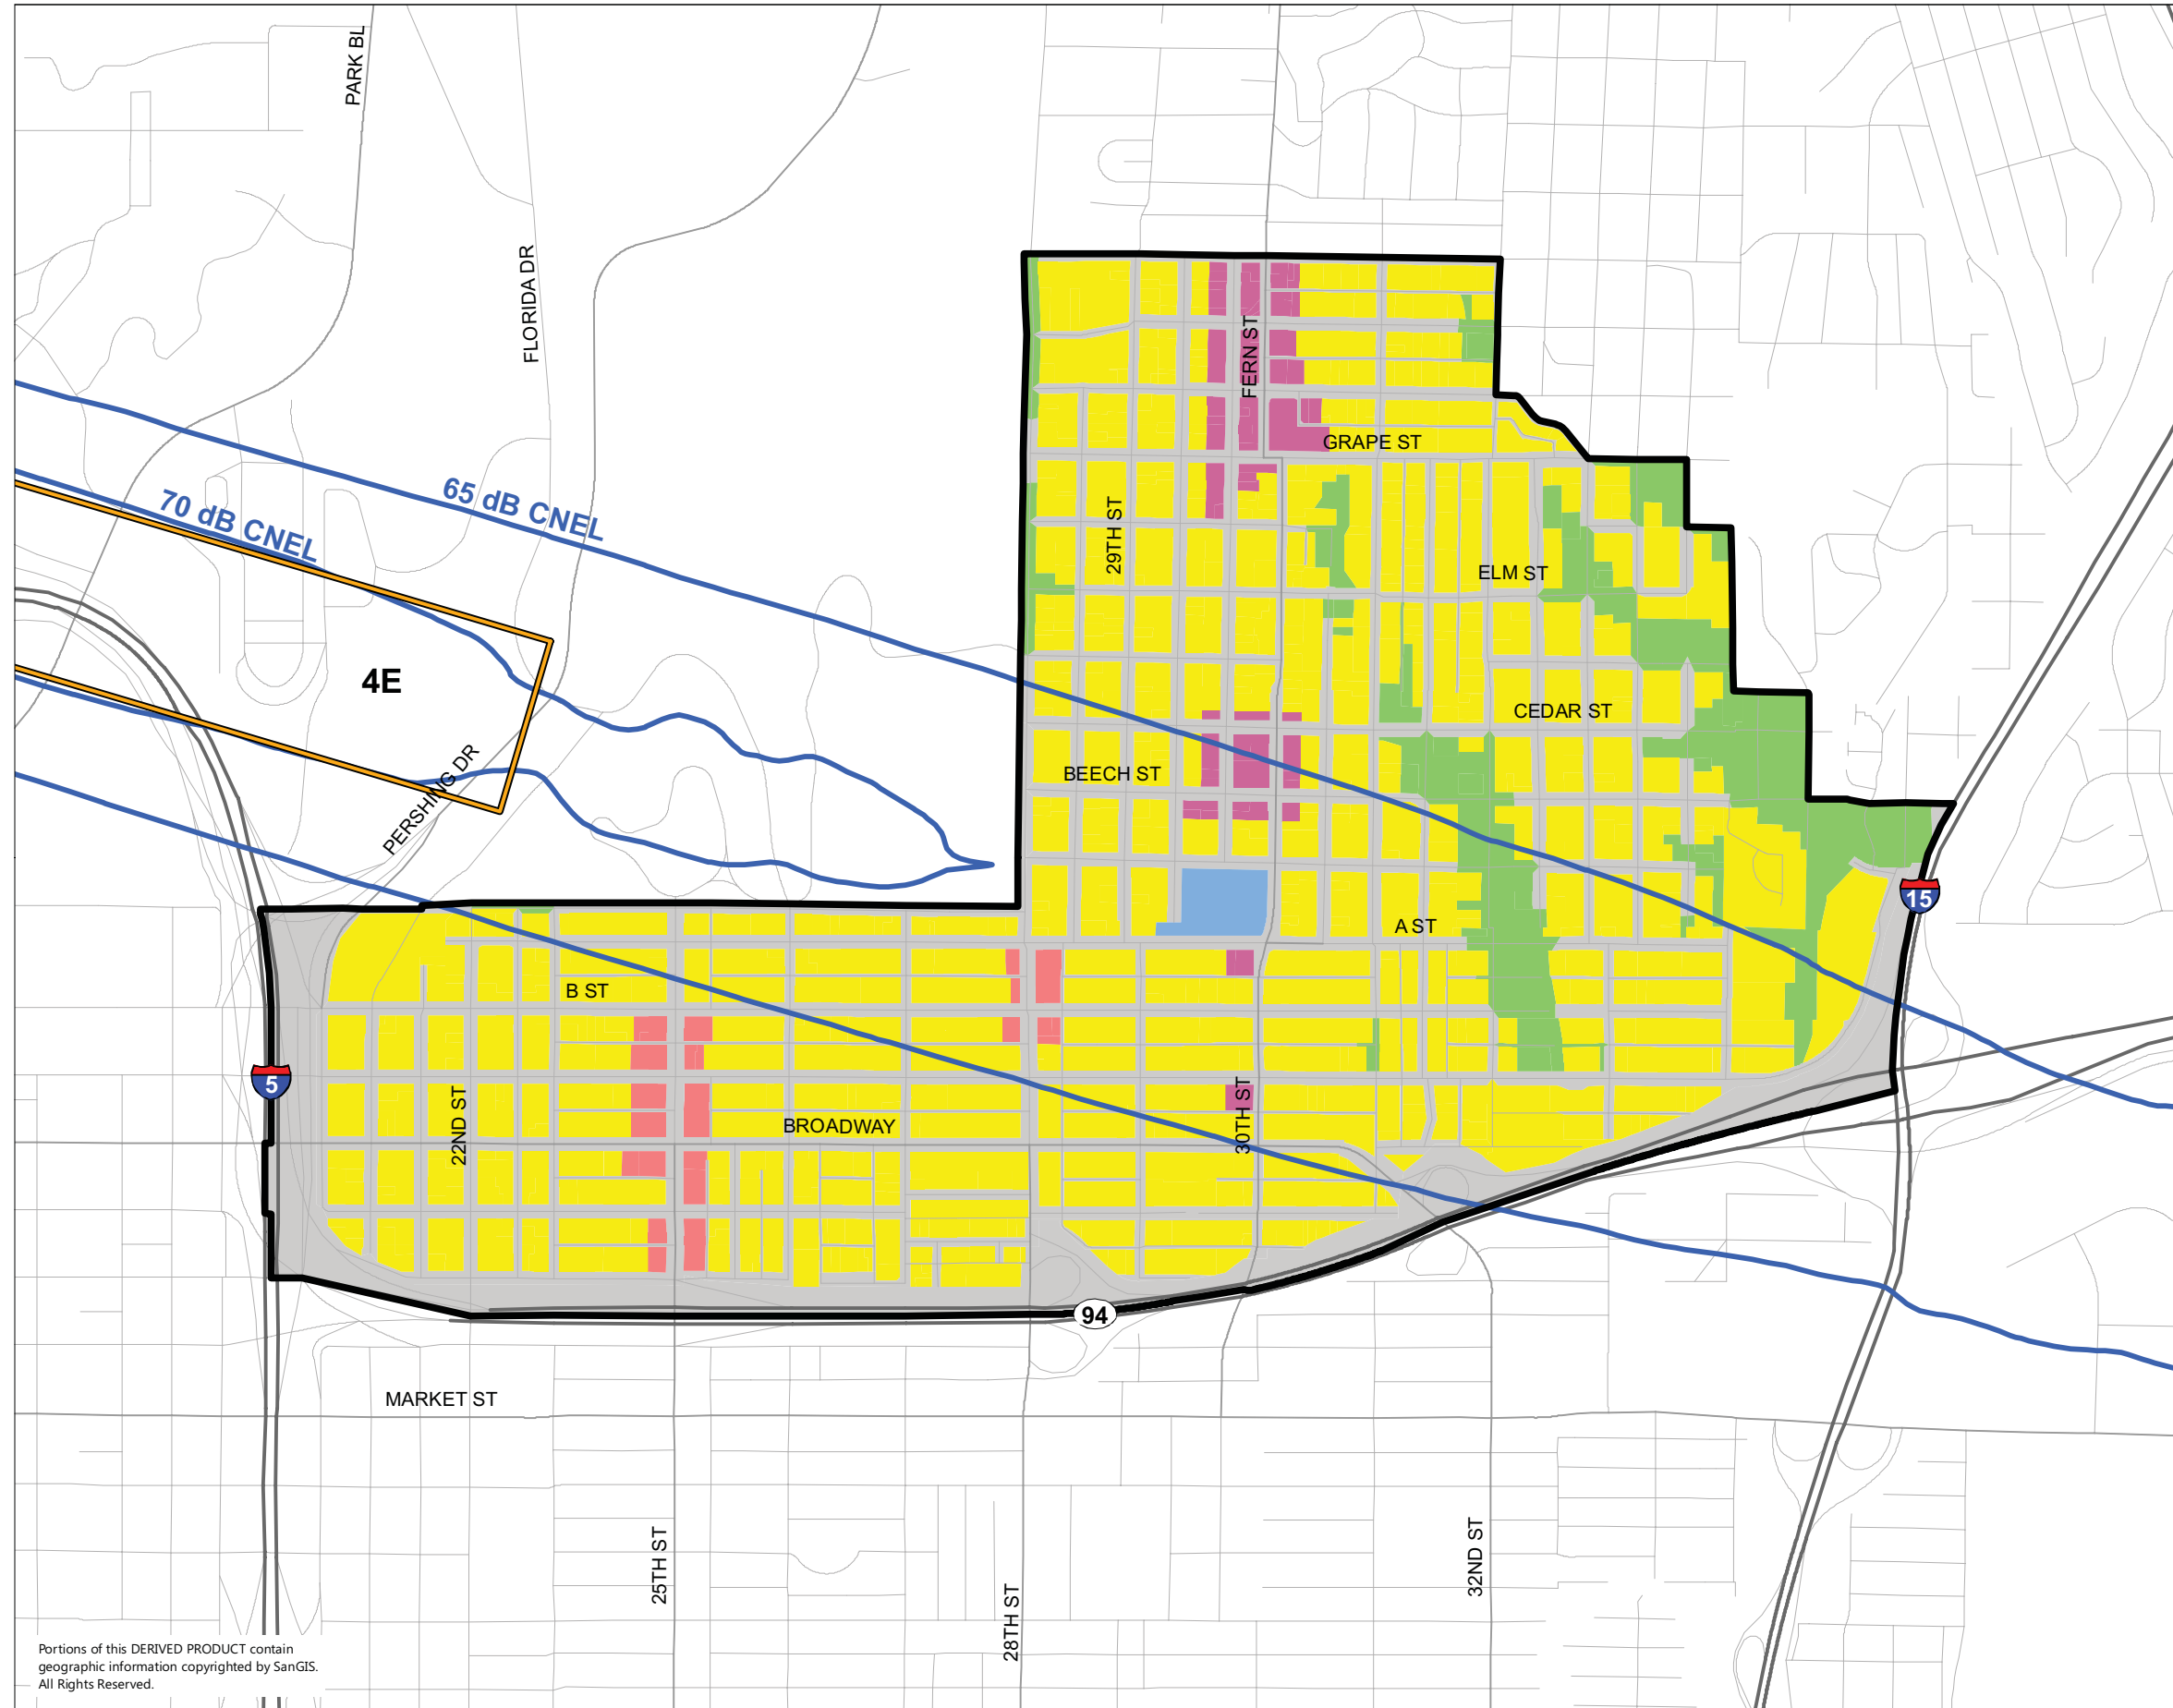 PARK BL
FLORIDA DR
FERN ST
GRAPE ST
65 dB CNEL
70 dB CNEL
29TH ST
ELM ST
4E
CEDAR ST
BEECH ST
PERSHING DR
15
A ST
B ST
5
22ND ST
BROADWAY
30TH ST
94
MARKET ST
25TH ST
28TH ST
32ND ST
Portions of this DERIVED PRODUCT contain
geographic information copyrighted by SanGIS.
All Rights Reserved.